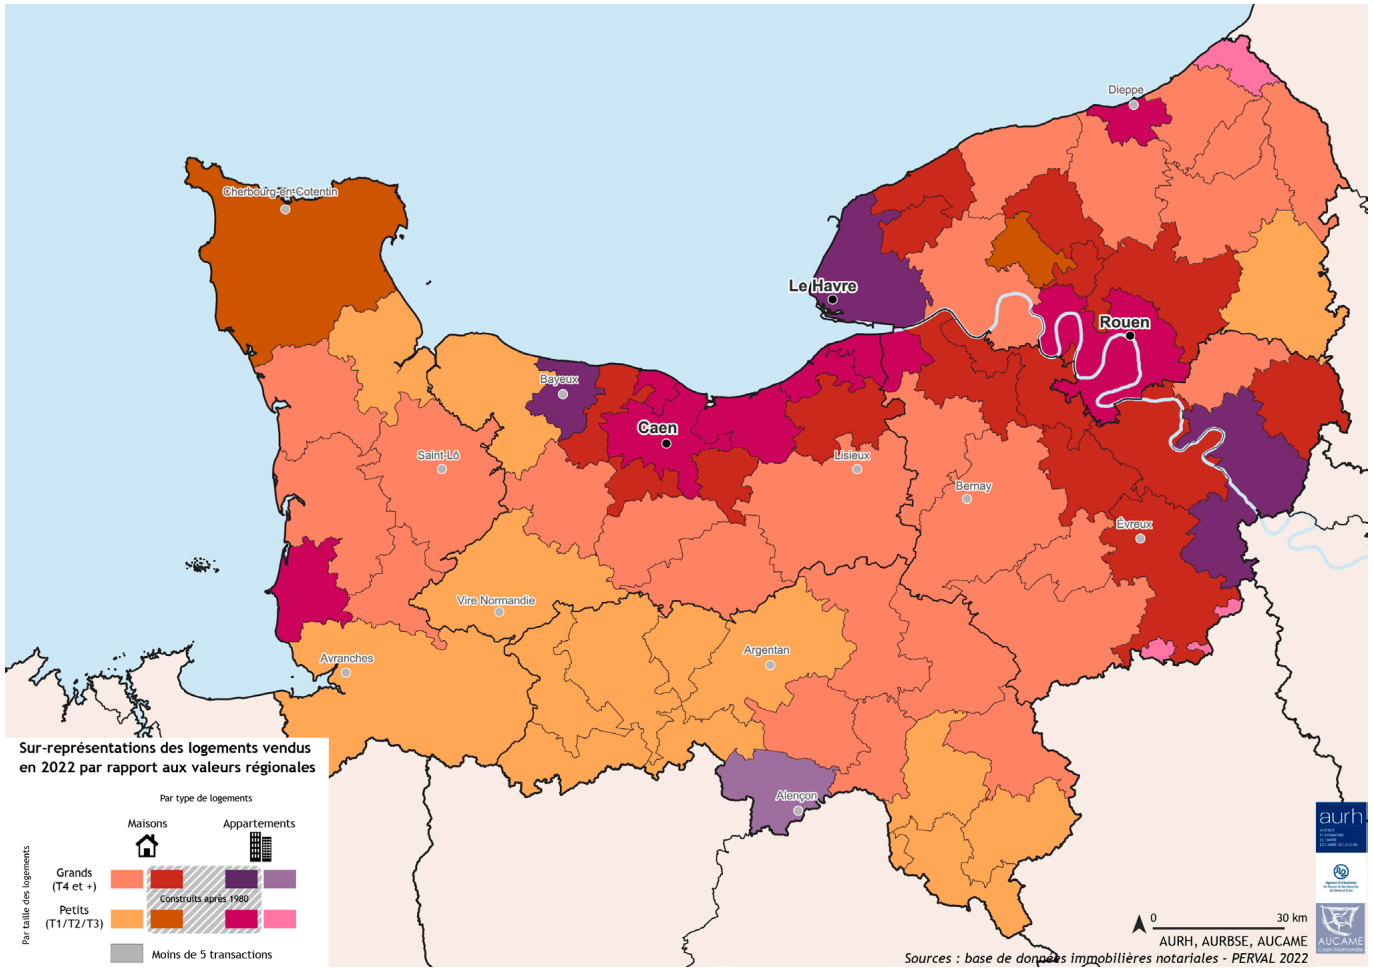 Dieppe
Cherbourg-en-Cotentin
Le Havre
Rouen
Bayeux
Caen
Saint-Lô
Lisieux
Bernay
Évreux
Vire Normandie
Argentan
Avranches
Alençon
Sur-représentations des logements vendus
en 2022 par rapport aux valeurs régionales
Par type de logements
Maisons
Appartements
Par taille des logements
Grands
(T4 et +)
Construits après 1980
Petits
(T1/T2/T3)
Moins de 5 transactions
aurh
0 30 km
AURH, AURBSE, AUCAME
AUCAME
Caen Normandie
Sources : base de données immobilières notariales - PERVAL 2022